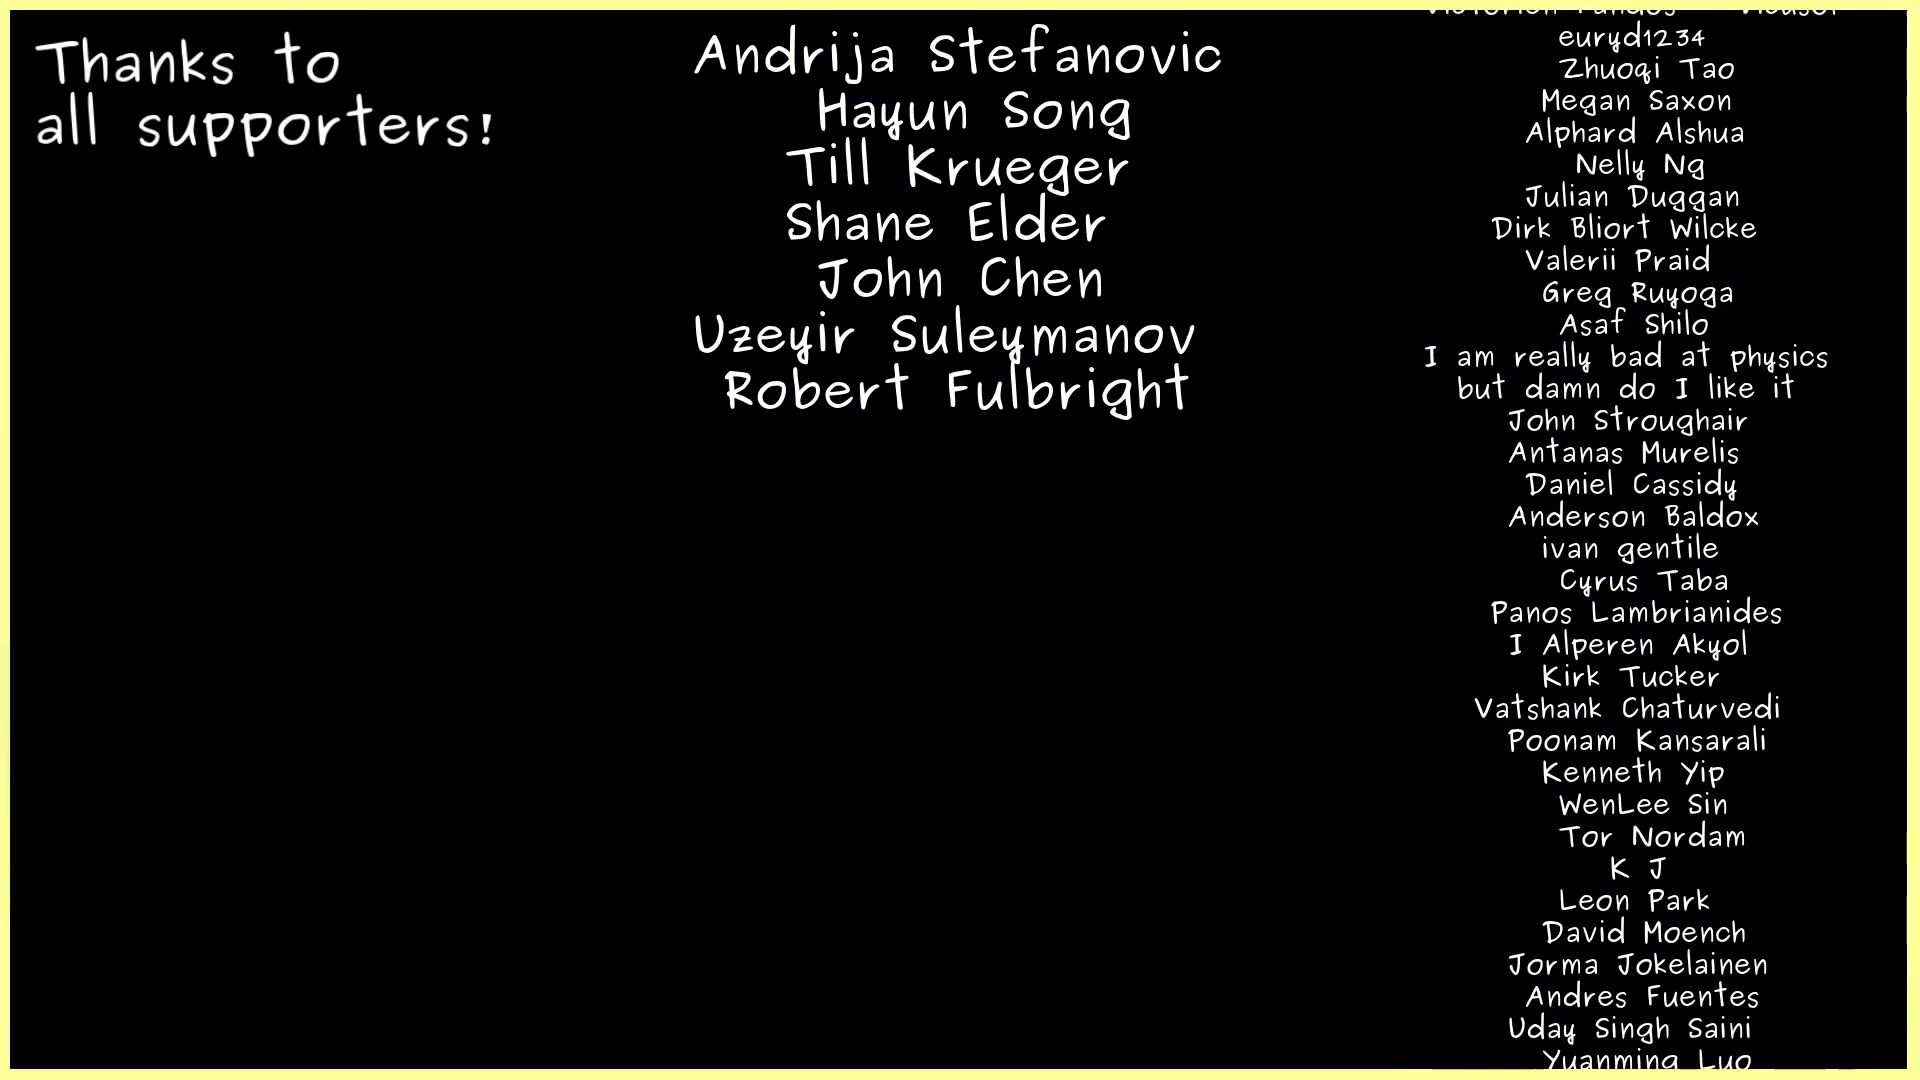 Thanks to
all supporters!
Andrija Stefanovic
Hayun Song
Till Krueger
Shane Elder
John Chen
Uzeyir Suleymanov
Robert Fulbright
euryd1234
Zhuoqi Tao
Megan Saxon
Alphard Alshua
Nelly Ng
Julian Duggan
Dirk Bliort Wilcke
Valerii Praid
Greg Ruyoga
Asaf Shilo
I am really bad at physics
but damn do I like it
John Stroughair
Antanas Murelis
Daniel Cassidy
Anderson Baldox
ivan gentile
Cyrus Taba
Panos Lambrianides
I Alperen Akyol
Kirk Tucker
Vatshank Chaturvedi
Poonam Kansarali
Kenneth Yip
WenLee Sin
Tor Nordam
K J
Leon Park
David Moench
Jorma Jokelainen
Andres Fuentes
Uday Singh Saini
Yuanming Luo